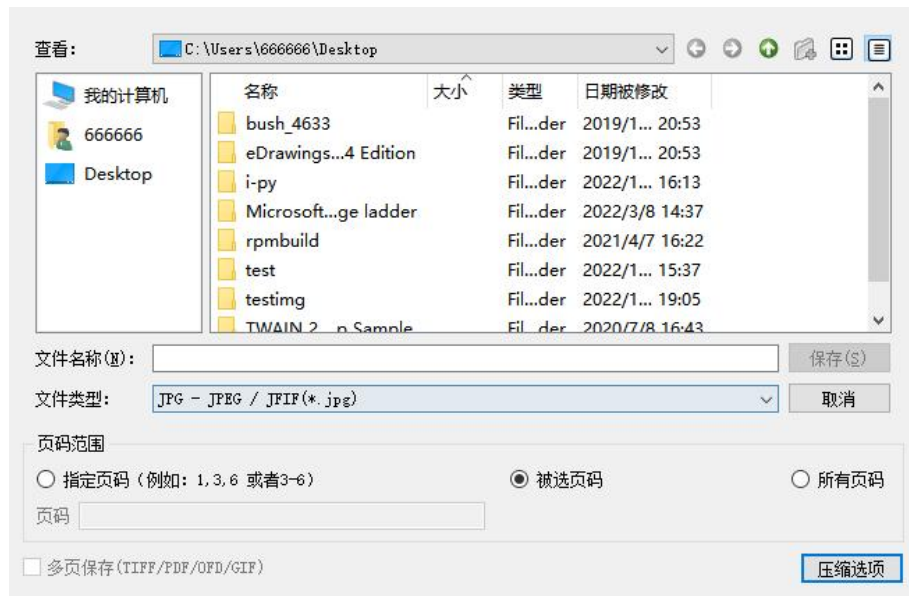 查看: C:\Users\666666\Desktop
我的计算机
666666
Desktop
名称 大小 类型 日期被修改
bush_4633 Fil...der 2019/1... 20:53
eDrawings...4 Edition Fil...der 2019/1... 20:53
i-py Fil...der 2022/1... 16:13
Microsoft...ge ladder Fil...der 2022/3/8 14:37
rpmbuild Fil...der 2021/4/7 16:22
test Fil...der 2022/1... 15:37
testimg Fil...der 2022/1... 19:05
TWAIN 2...n Sample Fil...der 2020/7/8 16:43
文件名称(N): 保存(S)
文件类型: JPG - JPEG / JFIF(*.jpg) 取消
页码范围
指定页码(例如: 1,3,6 或者3-6) 被选页码 所有页码
页码
多页保存(TIFF/PDF/OFD/GIF) 压缩选项